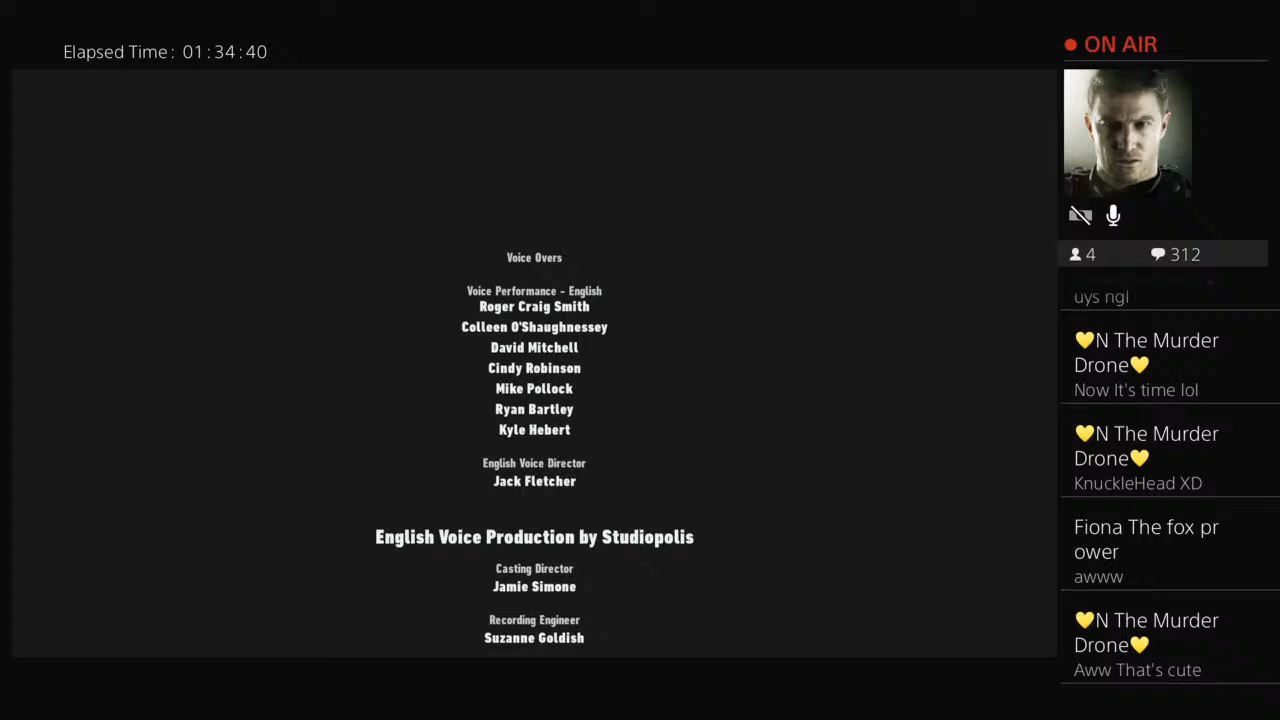 Elapsed Time: 01:34:40
ON AIR
4
312
Voice Overs
Voice Performance - English
Roger Craig Smith
Colleen O'Shaughnessey
David Mitchell
Cindy Robinson
Mike Pollock
Ryan Bartley
Kyle Hebert
English Voice Director
Jack Fletcher
English Voice Production by Studiopolis
Casting Director
Jamie Simone
Recording Engineer
Suzanne Goldish
uys ngl
💛N The Murder
Drone💛
Now It's time lol
💛N The Murder
Drone💛
KnuckleHead XD
Fiona The fox pr
ower
awww
💛N The Murder
Drone💛
Aww That's cute